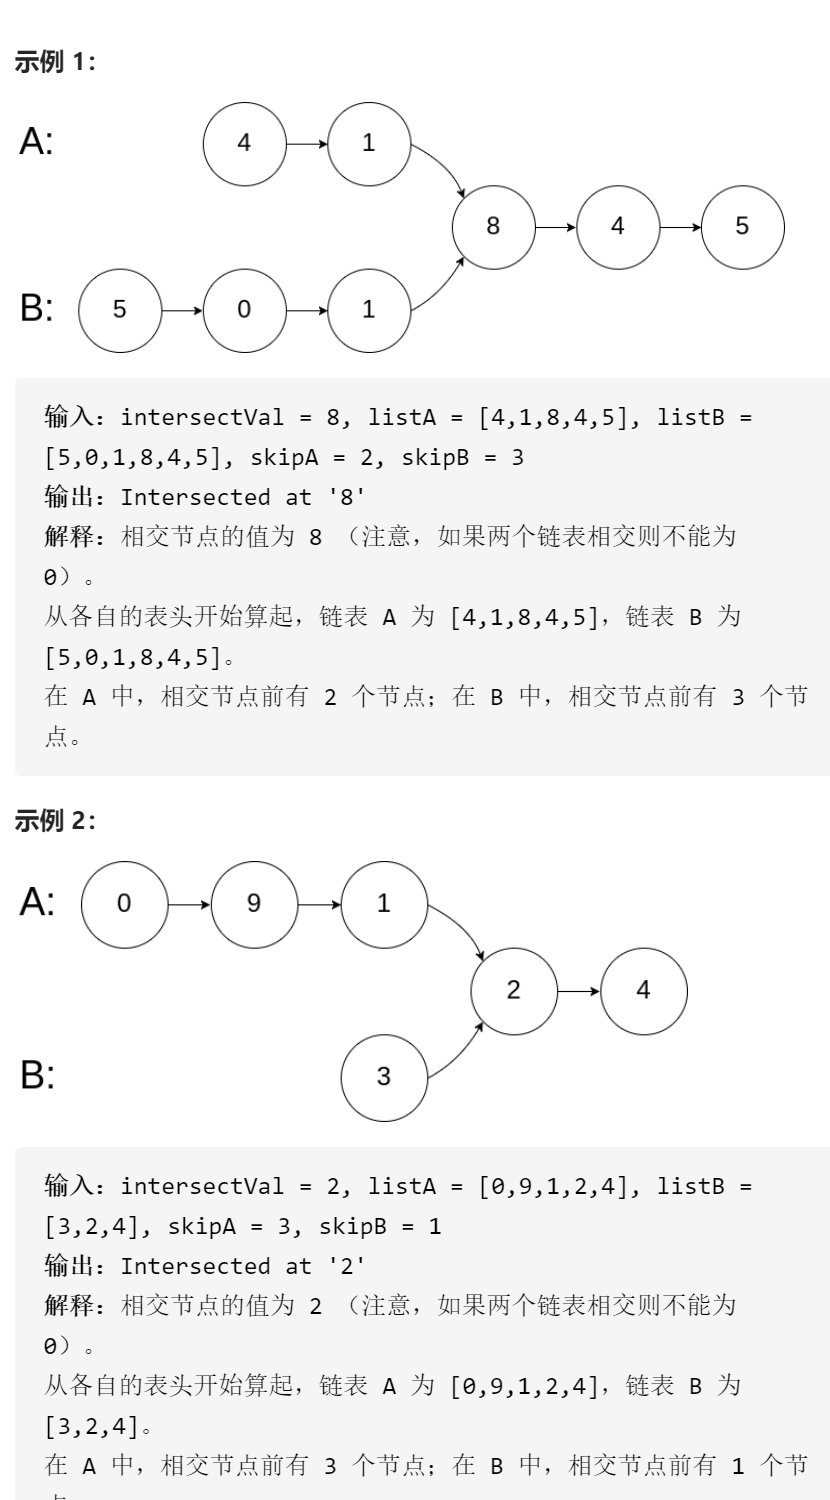 示例 1：
A:
4
1
8
4
5
B:
5
0
1
输入：intersectVal = 8, listA = [4,1,8,4,5], listB =
[5,0,1,8,4,5], skipA = 2, skipB = 3
输出：Intersected at '8'
解释：相交节点的值为 8 （注意，如果两个链表相交则不能为
0）。
从各自的表头开始算起，链表 A 为 [4,1,8,4,5]，链表 B 为
[5,0,1,8,4,5]。
在 A 中，相交节点前有 2 个节点；在 B 中，相交节点前有 3 个节
点。
示例 2：
A:
0
9
1
2
4
B:
3
输入：intersectVal = 2, listA = [0,9,1,2,4], listB =
[3,2,4], skipA = 3, skipB = 1
输出：Intersected at '2'
解释：相交节点的值为 2 （注意，如果两个链表相交则不能为
0）。
从各自的表头开始算起，链表 A 为 [0,9,1,2,4]，链表 B 为
[3,2,4]。
在 A 中，相交节点前有 3 个节点；在 B 中，相交节点前有 1 个节